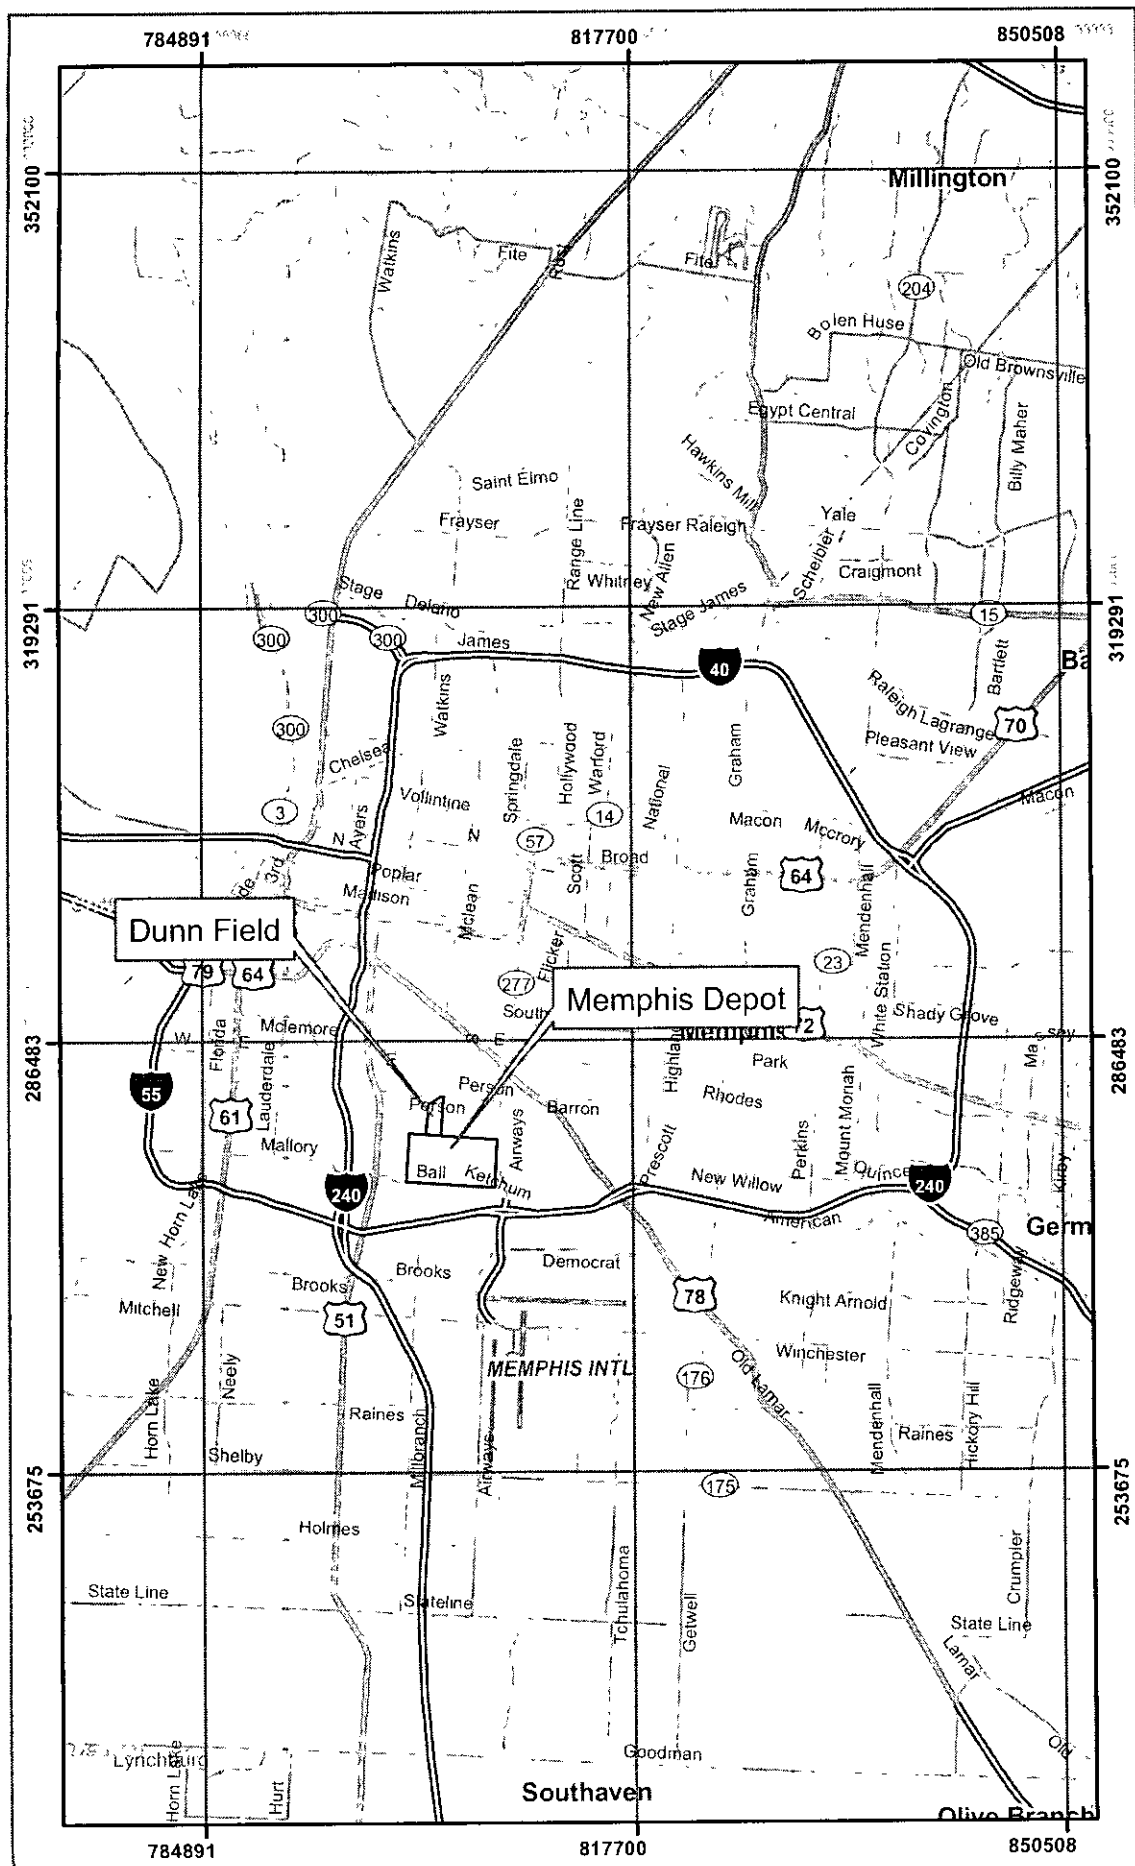 784891
817700
850508
352100
352100
Millington
Watkins
Fite
Fite
204
Bolen Huse
Old Brownsville
Egypt Central
Covington
Billy Maher
Hawkins Mill
Saint Elmo
Frayser
Range Line
Frayser Raleigh
Yale
Scheibler
Whitney
New Allen
Craigmont
Stage
Delano
Stage James
319291
319291
300
300
300
15
James
40
Bartlett
Ba
Watkins
Raleigh Lagrange
70
Pleasant View
300
Chelsea
Springdale
Hollywood
Warford
National
Graham
Vollintine
Macon
3
Ayers
N
N
14
Macon
Mccrory
57
Broad
Scott
64
Graham
3rd
Poplar
Madison
Mclean
Mendenhall
Dunn Field
Flicker
23
79
64
277
Memphis Depot
White Station
South
Memphis
72
Shady Grove
Massey
286483
286483
W
Florida
E
Mclemore
E
E
Park
Highland
55
Lauderdale
61
Person
Person
Barron
Rhodes
Mount Moriah
Perkins
Mallory
Airways
Prescott
Ball
Ketchum
New Willow
Quince
Kirby
240
240
American
New Horn Lake
385
Germ
Brooks
Brooks
Democrat
Ridgeway
Mitchell
51
78
Knight Arnold
Winchester
Neely
MEMPHIS INTL
176
Old Lamar
Horn Lake
Raines
Millbranch
Airways
Mendenhall
Raines
Hickory Hill
Shelby
253675
253675
175
Holmes
Tchulahoma
Getwell
Crumpler
State Line
Stateline
State Line
Lamar
Old
Lynchburg
Goodman
Horn Lake
Hurt
Southaven
Olive Branch
784891
817700
850508